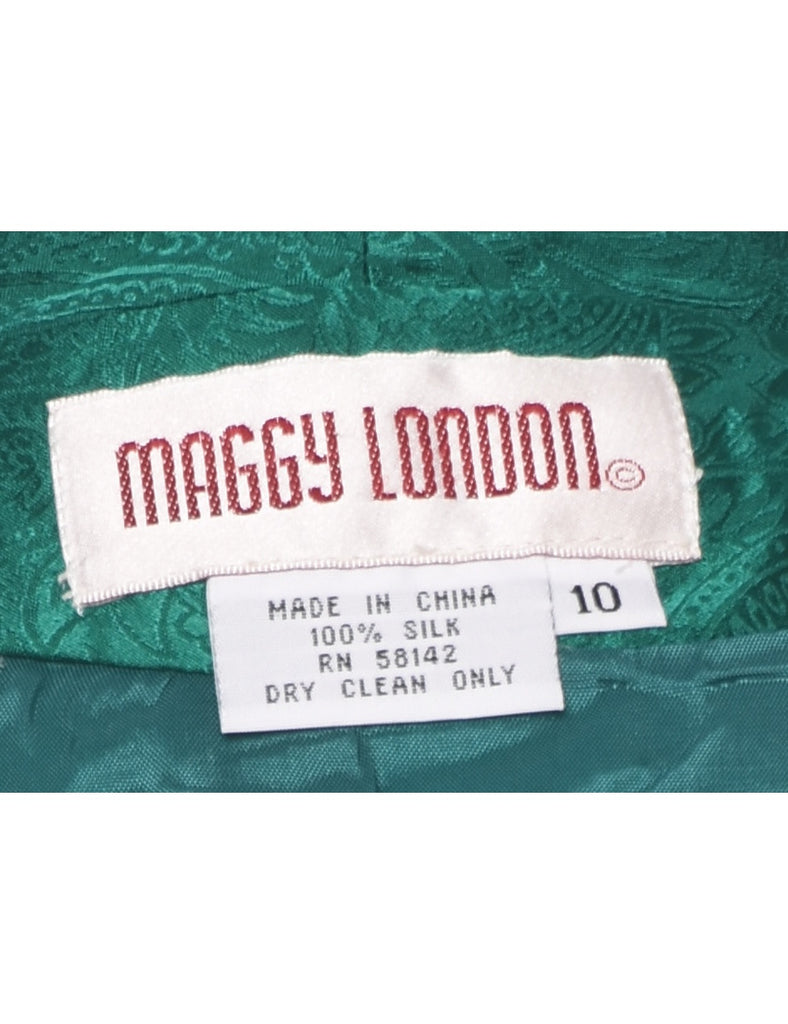 MAGGY LONDON ©
MADE IN CHINA
100% SILK
RN 58142
DRY CLEAN ONLY
10